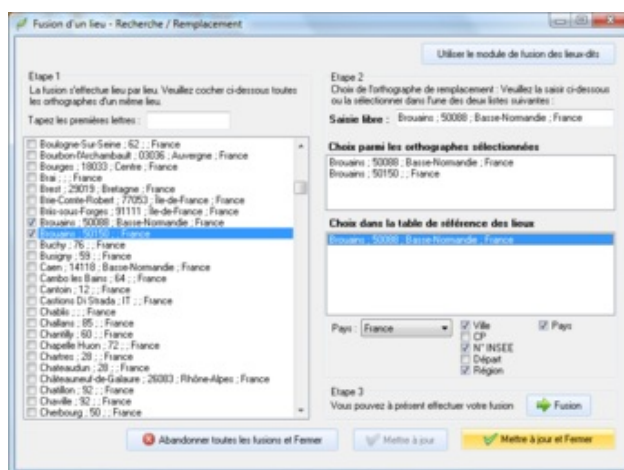 Fusion d'un lieu - Recherche / Remplacement
Utiliser le module de fusion des lieux-dits
Etape 1
La fusion s'effectue lieu par lieu. Veuillez cocher ci-dessous toutes
les orthographes d'un même lieu.
Tapez les premières lettres :
Boulogne-Sur-Seine ; 62 ; ; France
Bourbon-l'Archambault ; 03036 ; Auvergne ; France
Bourges ; 18033 ; Centre ; France
Brai ; ; ; France
Brest ; 29019 ; Bretagne ; France
Brie-Comte-Robert ; 77053 ; Île-de-France ; France
Briis-sous-Forges ; 91111 ; Île-de-France ; France
Brouains ; 50088 ; Basse-Normandie ; France
Brouains ; 50150 ; ; France
Buchy ; 76 ; ; France
Busigny ; 59 ; ; France
Caen ; 14118 ; Basse-Normandie ; France
Cambo les Bains ; 64 ; ; France
Cantoin ; 12 ; ; France
Castions Di Strada ; IT ; ; France
Chablis ; ; ; France
Challans ; 85 ; ; France
Chantilly ; 60 ; ; France
Chapelle Huon ; 72 ; ; France
Chartres ; 28 ; ; France
Chateaudun ; 28 ; ; France
Châteauneuf-de-Galaure ; 26083 ; Rhône-Alpes ; France
Chatillon ; 92 ; ; France
Chaville ; 92 ; ; France
Cherbourg ; 50 ; ; France
Etape 2
Choix de l'orthographe de remplacement : Veuillez la saisir ci-dessous
ou la sélectionner dans l'une des deux listes suivantes :
Saisie libre : Brouains ; 50088 ; Basse-Normandie ; France
Choix parmi les orthographes sélectionnées
Brouains ; 50088 ; Basse-Normandie ; France
Brouains ; 50150 ; ; France
Choix dans la table de référence des lieux
Brouains ; 50088 ; Basse-Normandie ; France
Pays : France
Ville
Pays
CP
N° INSEE
Départ
Région
Etape 3
Vous pouvez à présent effectuer votre fusion
Fusion
Abandonner toutes les fusions et Fermer
Mettre à jour
Mettre à jour et Fermer